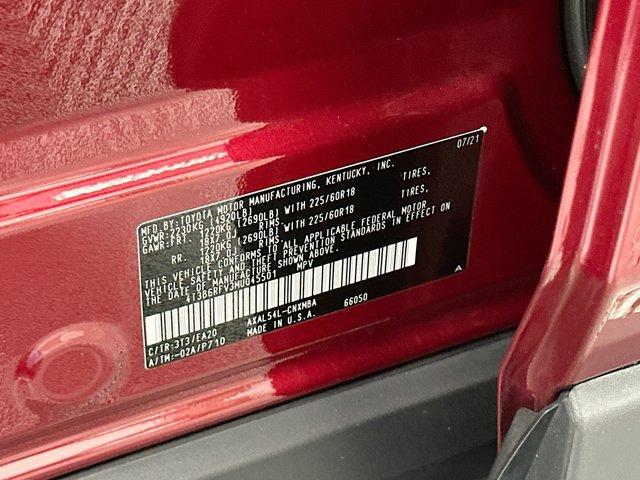 07/21
MFD.BY:TOYOTA MOTOR MANUFACTURING, KENTUCKY, INC.
GVWR:2230KG (4920LB)
GAWR:FRT. 1220KG (2690LB) WITH 225/60R18 TIRES,
18X7.0J RIMS.
RR. 1220KG (2690LB) WITH 225/60R18 TIRES,
18X7.0J RIMS.
THIS VEHICLE CONFORMS TO ALL APPLICABLE FEDERAL MOTOR
VEHICLE SAFETY AND THEFT PREVENTION STANDARDS IN EFFECT ON
THE DATE OF MANUFACTURE SHOWN ABOVE.
4T3B6RFV3MU045501 MPV
C/TR:3T3/EA20 AXAL54L-CNXMBA 66050
A/TM:-02A/P710 MADE IN U.S.A. A